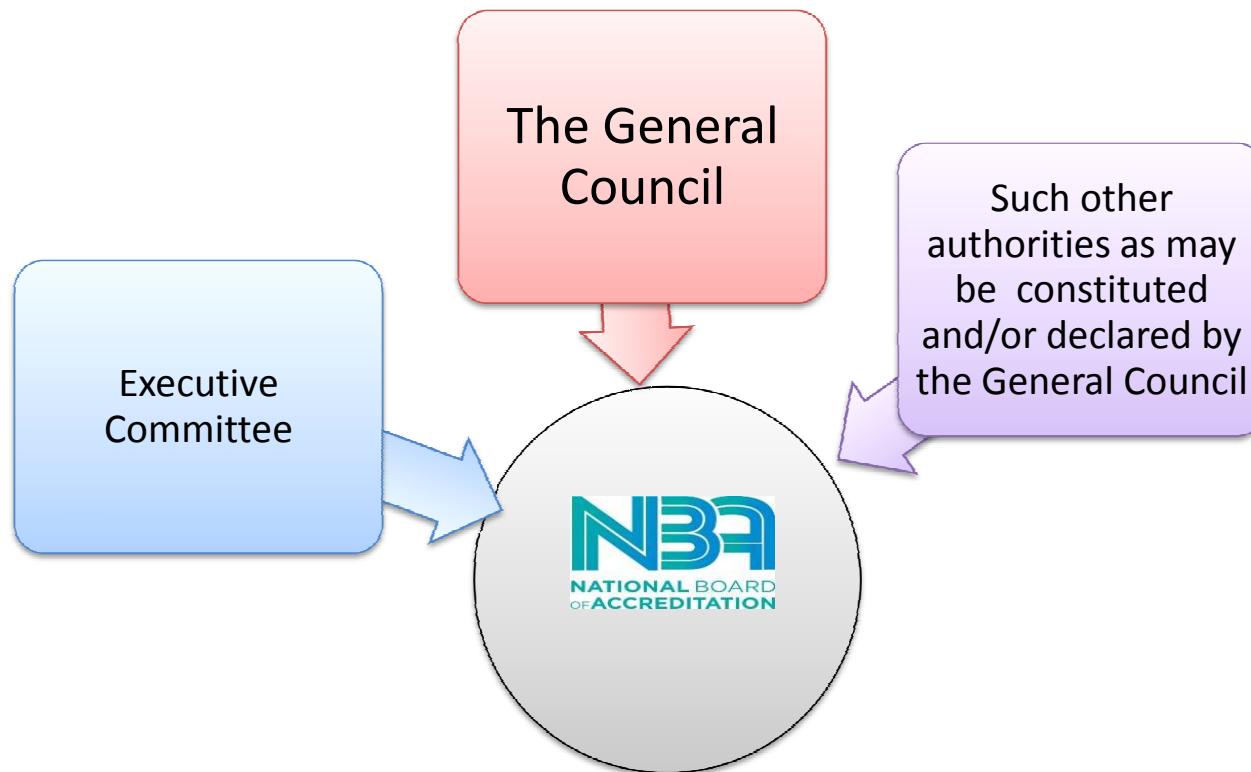 The General
Council
Such other
authorities as may
be constituted
and/or declared by
the General Council
Executive
Committee
NBA
NATIONAL BOARD
OF ACCREDITATION